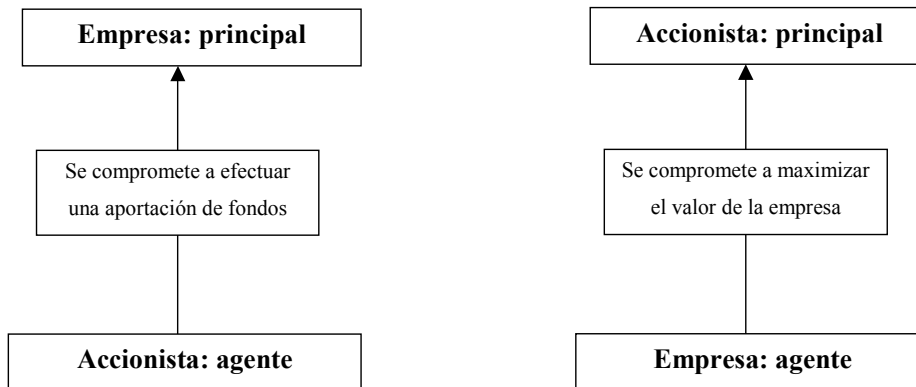 Empresa: principal
Se compromete a efectuar
una aportación de fondos
Accionista: agente
Accionista: principal
Se compromete a maximizar
el valor de la empresa
Empresa: agente